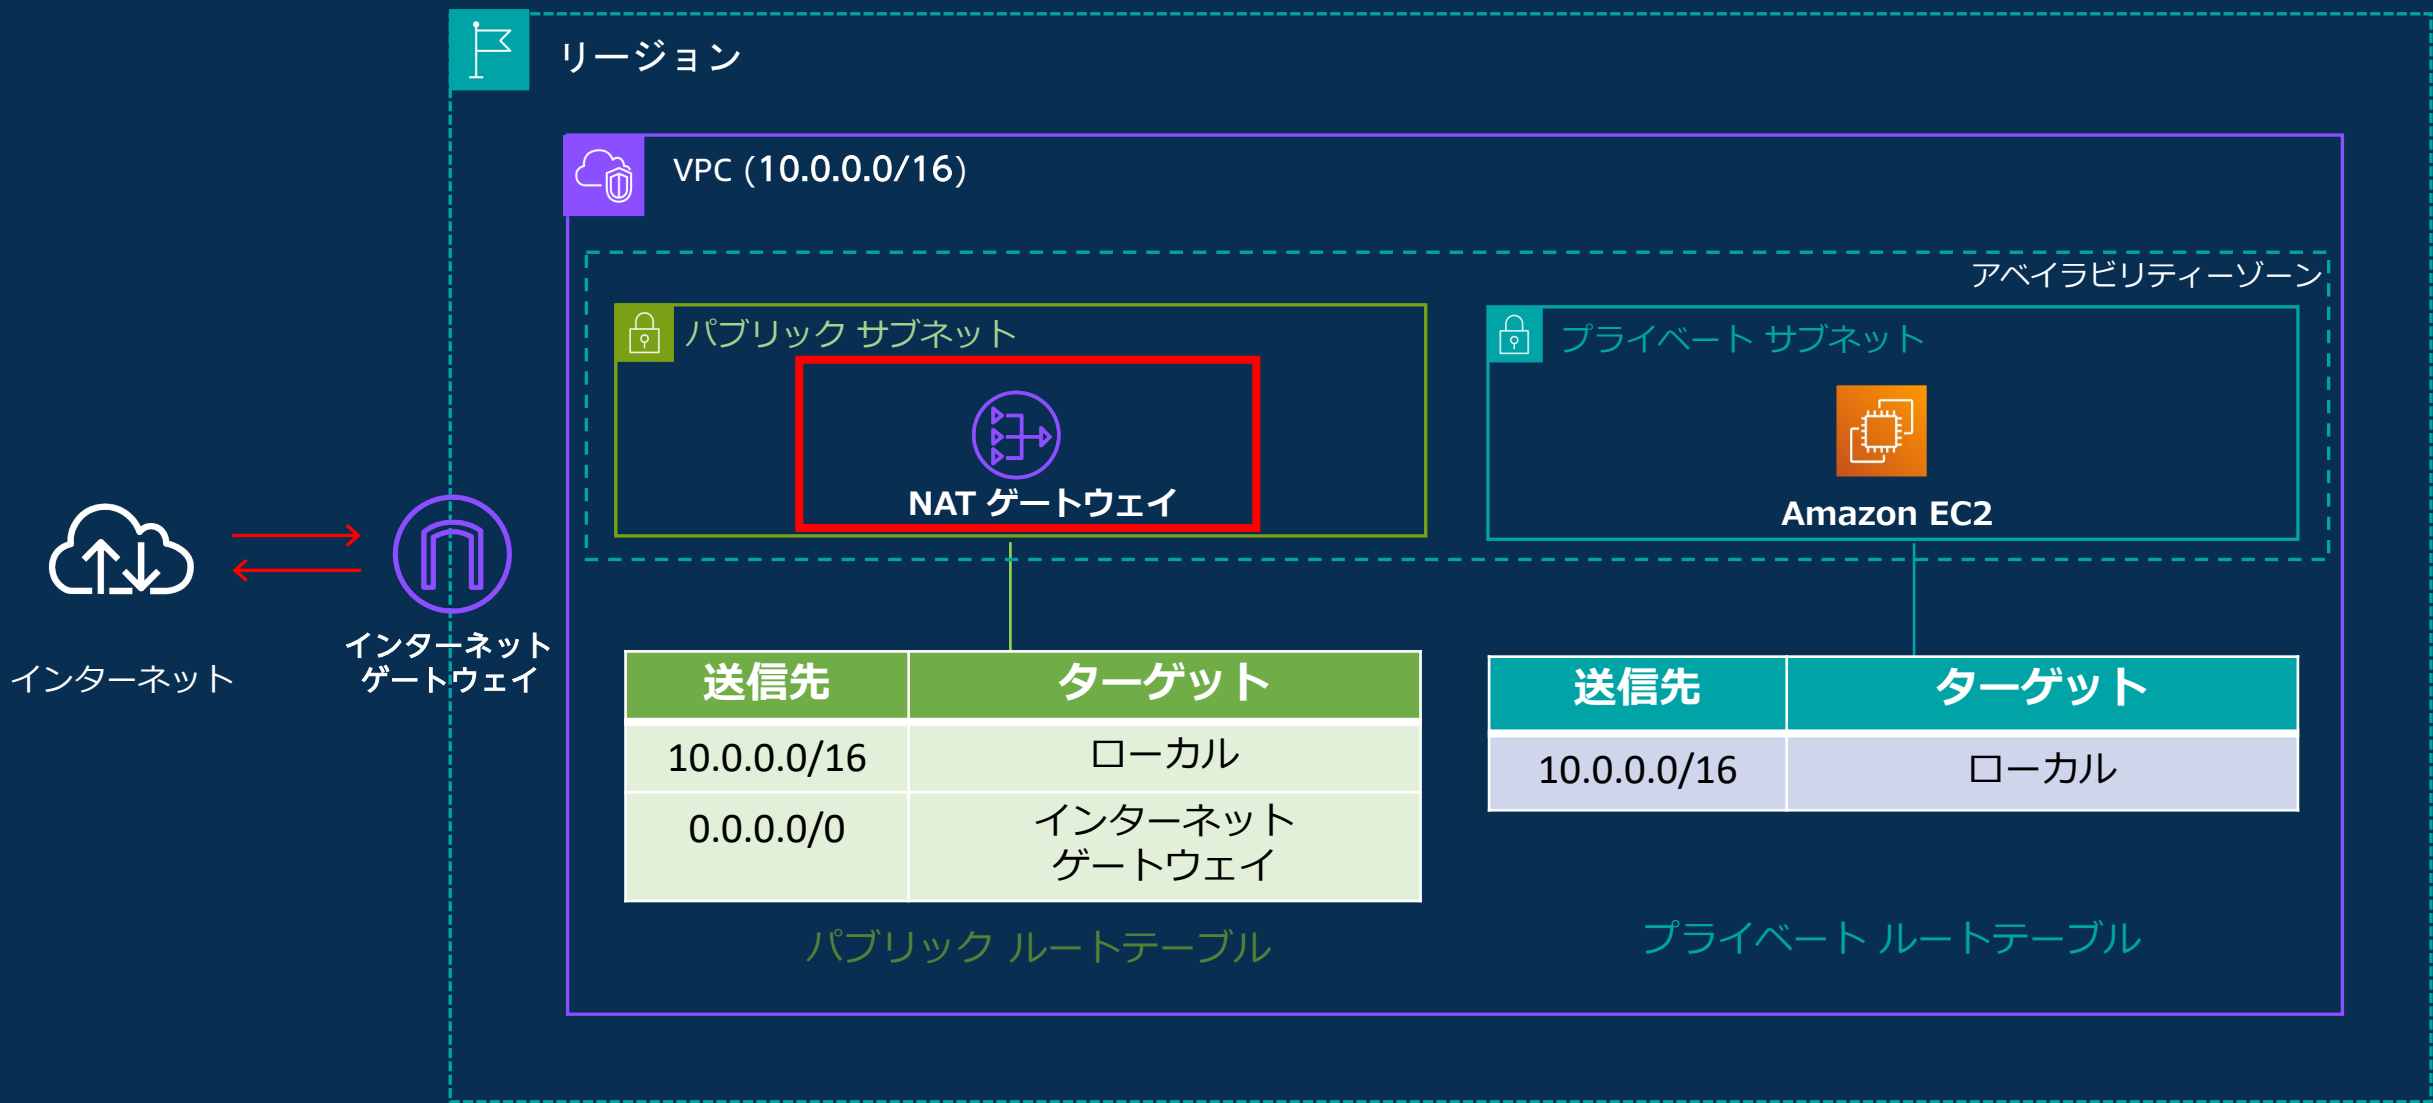 リージョン
VPC (10.0.0.0/16)
アベイラビリティーゾーン
パブリック サブネット
プライベート サブネット
NAT ゲートウェイ
Amazon EC2
インターネット
インターネット
ゲートウェイ
送信先 ターゲット
10.0.0.0/16 ローカル
0.0.0.0/0 インターネット
ゲートウェイ
パブリック ルートテーブル
送信先 ターゲット
10.0.0.0/16 ローカル
プライベート ルートテーブル